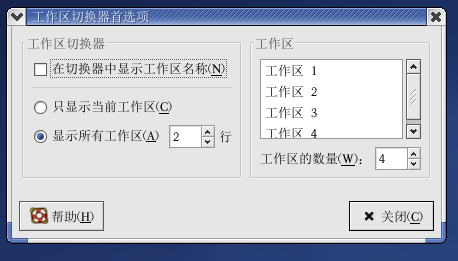 工作区切换器首选项
工作区切换器
在切换器中显示工作区名称(N)
只显示当前工作区(C)
显示所有工作区(A) 2 行
工作区
工作区 1
工作区 2
工作区 3
工作区 4
工作区的数量(W): 4
帮助(H)
关闭(C)